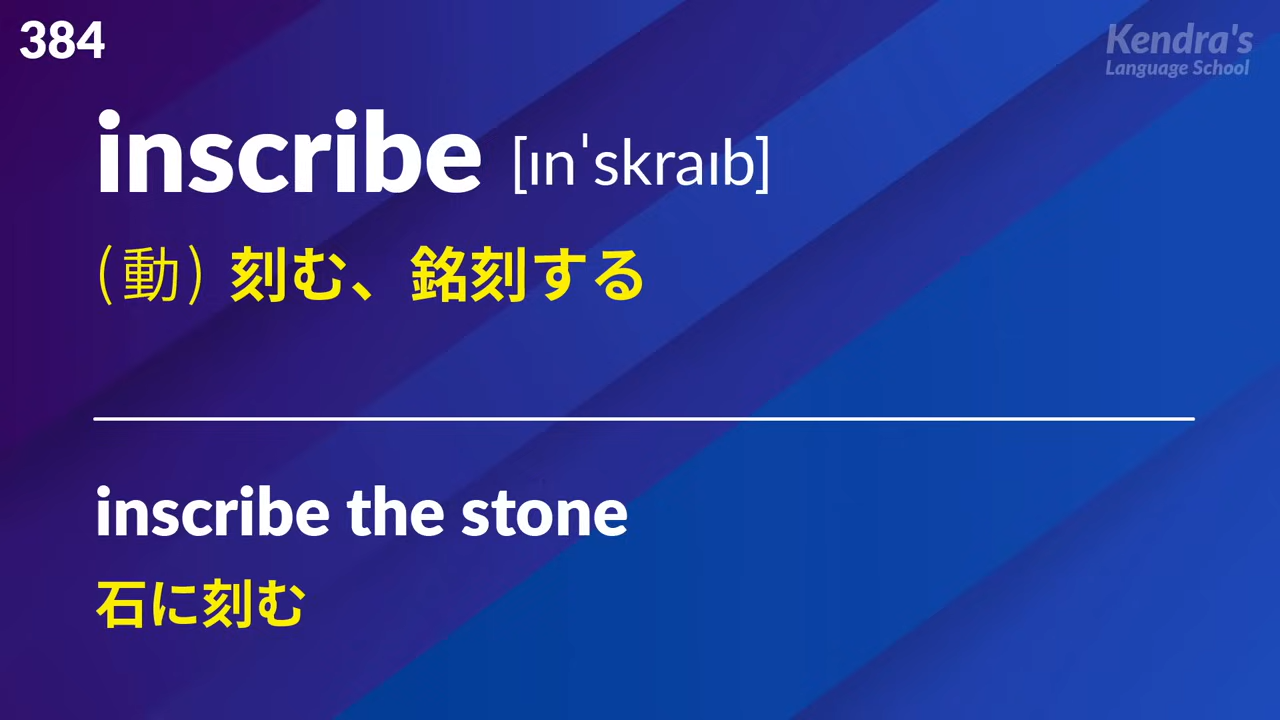 384
Kendra's
Language School
inscribe [ınˈskraıb]
（動）刻む、銘刻する
inscribe the stone
石に刻む